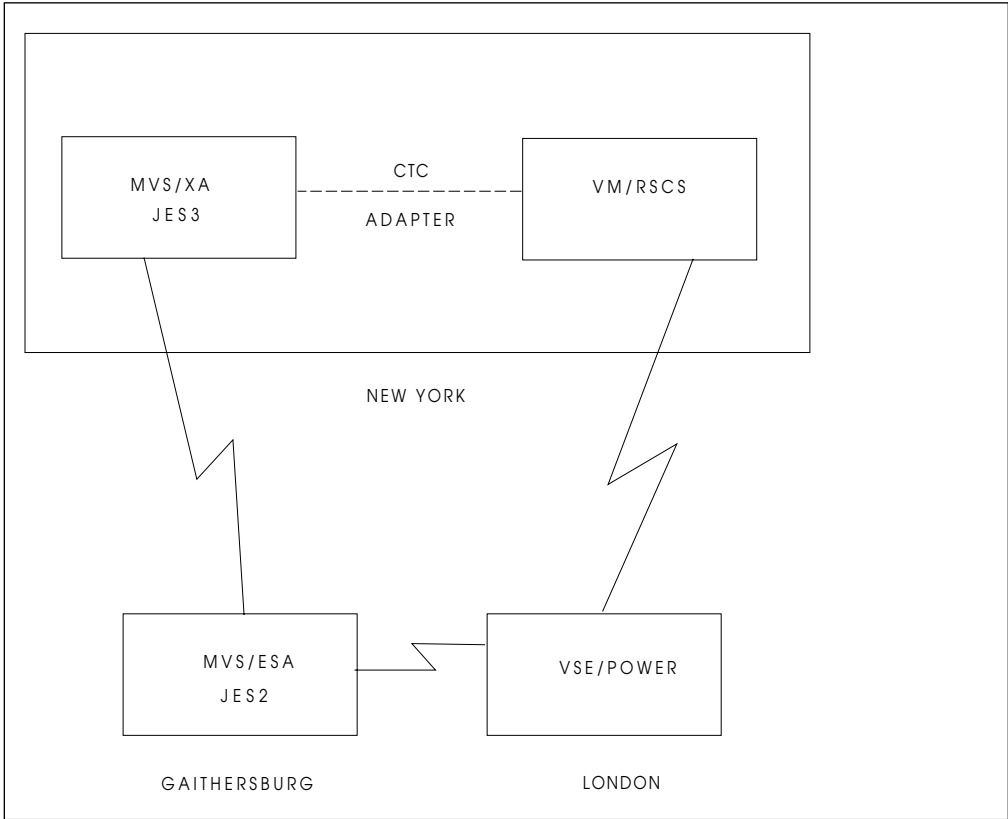 MVS/XA
JES3
CTC
ADAPTER
VM/RSCS
NEW YORK
MVS/ESA
JES2
VSE/POWER
GAITHERSBURG
LONDON